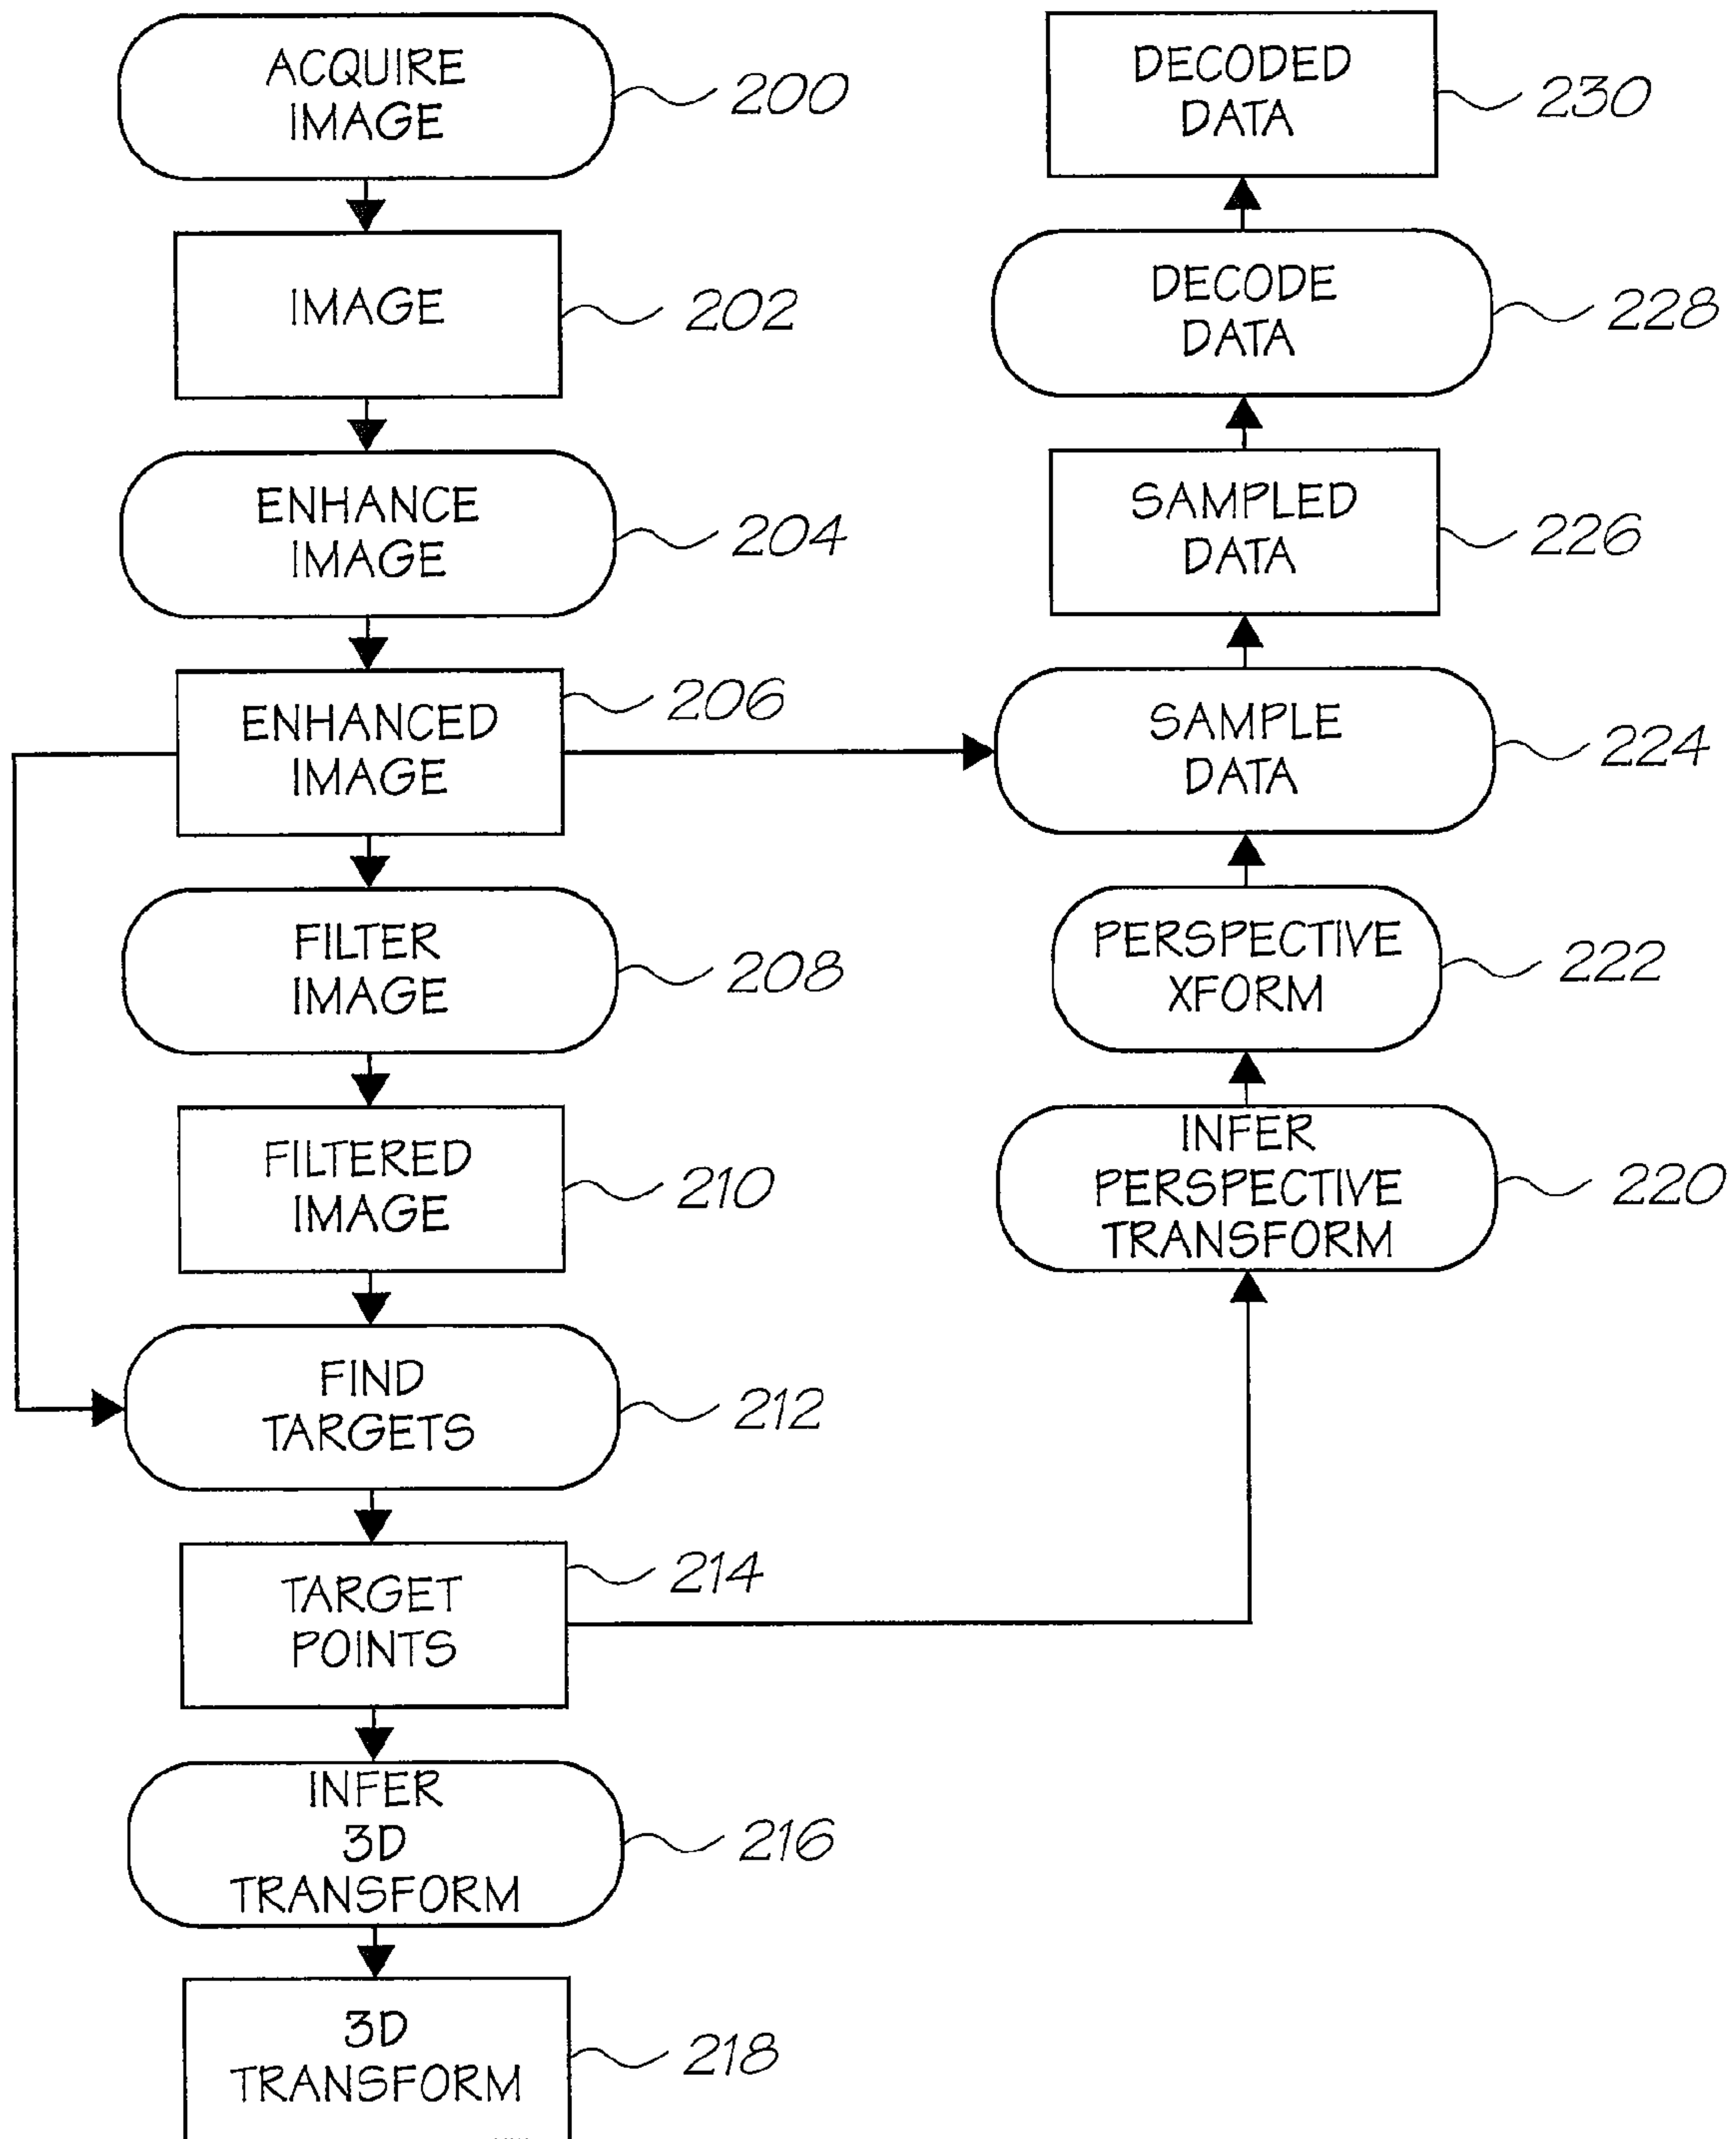 ACQUIRE
IMAGE
200
IMAGE
202
ENHANCE
IMAGE
204
ENHANCED
IMAGE
206
FILTER
IMAGE
208
FILTERED
IMAGE
210
FIND
TARGETS
212
TARGET
POINTS
214
INFER
3D
TRANSFORM
216
3D
TRANSFORM
218
DECODED
DATA
230
DECODE
DATA
228
SAMPLED
DATA
226
SAMPLE
DATA
224
PERSPECTIVE
XFORM
222
INFER
PERSPECTIVE
TRANSFORM
220